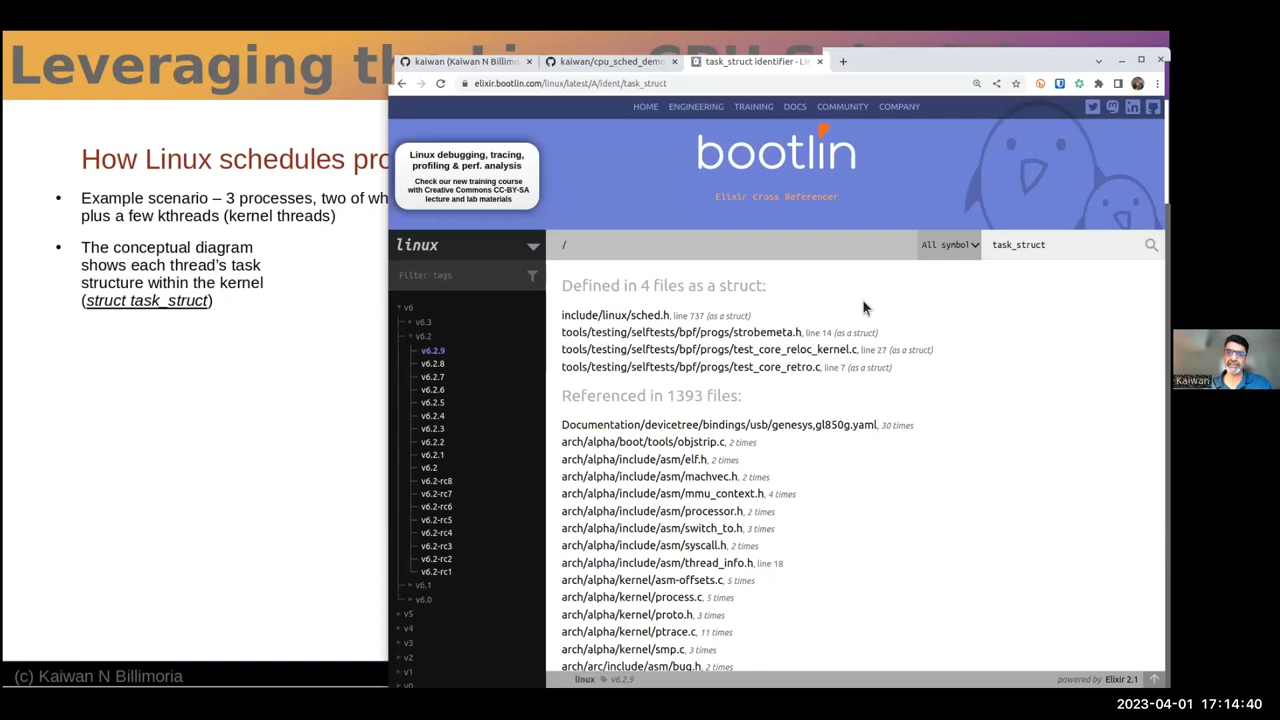 Leveraging th
How Linux schedules pro
• Example scenario – 3 processes, two of wh
plus a few kthreads (kernel threads)
• The conceptual diagram
shows each thread's task
structure within the kernel
(struct task_struct)
(c) Kaiwan N Billimoria
kaiwan (Kaiwan N Billimo
kaiwan/cpu_sched_demo
task_struct identifier - Li
elixir.bootlin.com/linux/latest/A/ident/task_struct
HOME ENGINEERING TRAINING DOCS COMMUNITY COMPANY
Linux debugging, tracing,
profiling & perf. analysis
Check our new training course
with Creative Commons CC-BY-SA
lecture and lab materials
bootlin
Elixir Cross Referencer
linux
/
All symbol
task_struct
Filter tags
v6
v6.3
v6.2
v6.2.9
v6.2.8
v6.2.7
v6.2.6
v6.2.5
v6.2.4
v6.2.3
v6.2.2
v6.2.1
v6.2
v6.2-rc8
v6.2-rc7
v6.2-rc6
v6.2-rc5
v6.2-rc4
v6.2-rc3
v6.2-rc2
v6.2-rc1
v6.1
v6.0
v5
v4
v3
v2
v1
v0
Defined in 4 files as a struct:
include/linux/sched.h, line 737 (as a struct)
tools/testing/selftests/bpf/progs/strobemeta.h, line 14 (as a struct)
tools/testing/selftests/bpf/progs/test_core_reloc_kernel.c, line 27 (as a struct)
tools/testing/selftests/bpf/progs/test_core_retro.c, line 7 (as a struct)
Referenced in 1393 files:
Documentation/devicetree/bindings/usb/genesys,gl850g.yaml, 30 times
arch/alpha/boot/tools/objstrip.c, 2 times
arch/alpha/include/asm/elf.h, 2 times
arch/alpha/include/asm/machvec.h, 2 times
arch/alpha/include/asm/mmu_context.h, 4 times
arch/alpha/include/asm/processor.h, 2 times
arch/alpha/include/asm/switch_to.h, 3 times
arch/alpha/include/asm/syscall.h, 2 times
arch/alpha/include/asm/thread_info.h, line 18
arch/alpha/kernel/asm-offsets.c, 5 times
arch/alpha/kernel/process.c, 5 times
arch/alpha/kernel/proto.h, 3 times
arch/alpha/kernel/ptrace.c, 11 times
arch/alpha/kernel/smp.c, 3 times
arch/arc/include/asm/bug.h, 2 times
linux v6.2.9
powered by Elixir 2.1
Kaiwan
2023-04-01 17:14:40